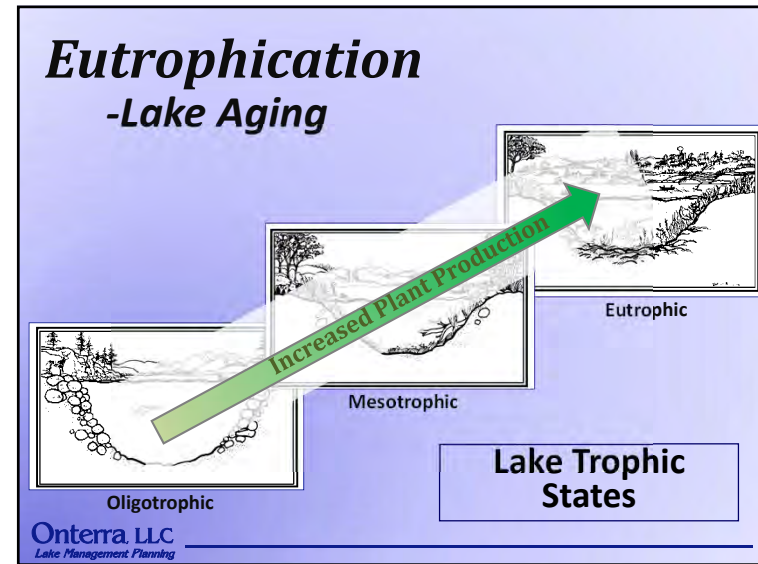 Eutrophication
-Lake Aging
Increased Plant Production
Eutrophic
Mesotrophic
Oligotrophic
Lake Trophic
States
Onterra, LLC
Lake Management Planning